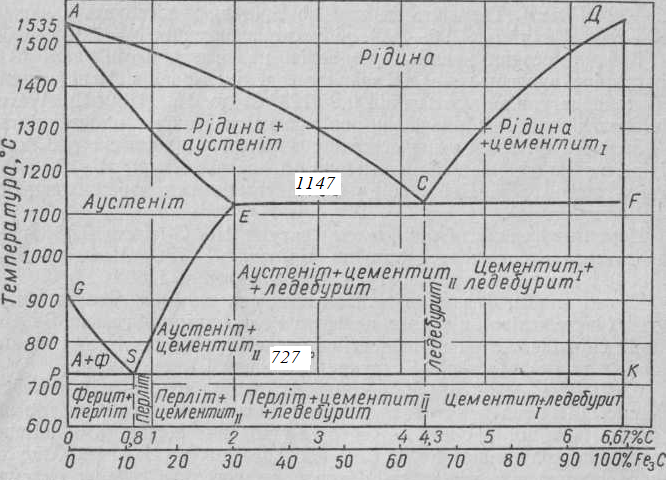 А
Д
1535
1500
1400
1300
1200
1100
1000
900
800
700
600
Температура, °С
Рідина
Рідина +
аустеніт
Рідина
+цементит I
1147
С
Е
F
Аустеніт
G
Аустеніт+цементит II
+ледебурит
Цементит I+
ледебурит
ледебурит
Аустеніт+
цементит II
727
А+Ф
S
Р
К
Ферит+
перліт
Перліт
Перліт+
цементит II
Перліт+цементит II
+ледебурит
Цементит+ледебурит
I
0 0,8 1 2 3 4 4,3 5 6 6,67%С
0 10 20 30 40 50 60 70 80 90 100% Fe₃C